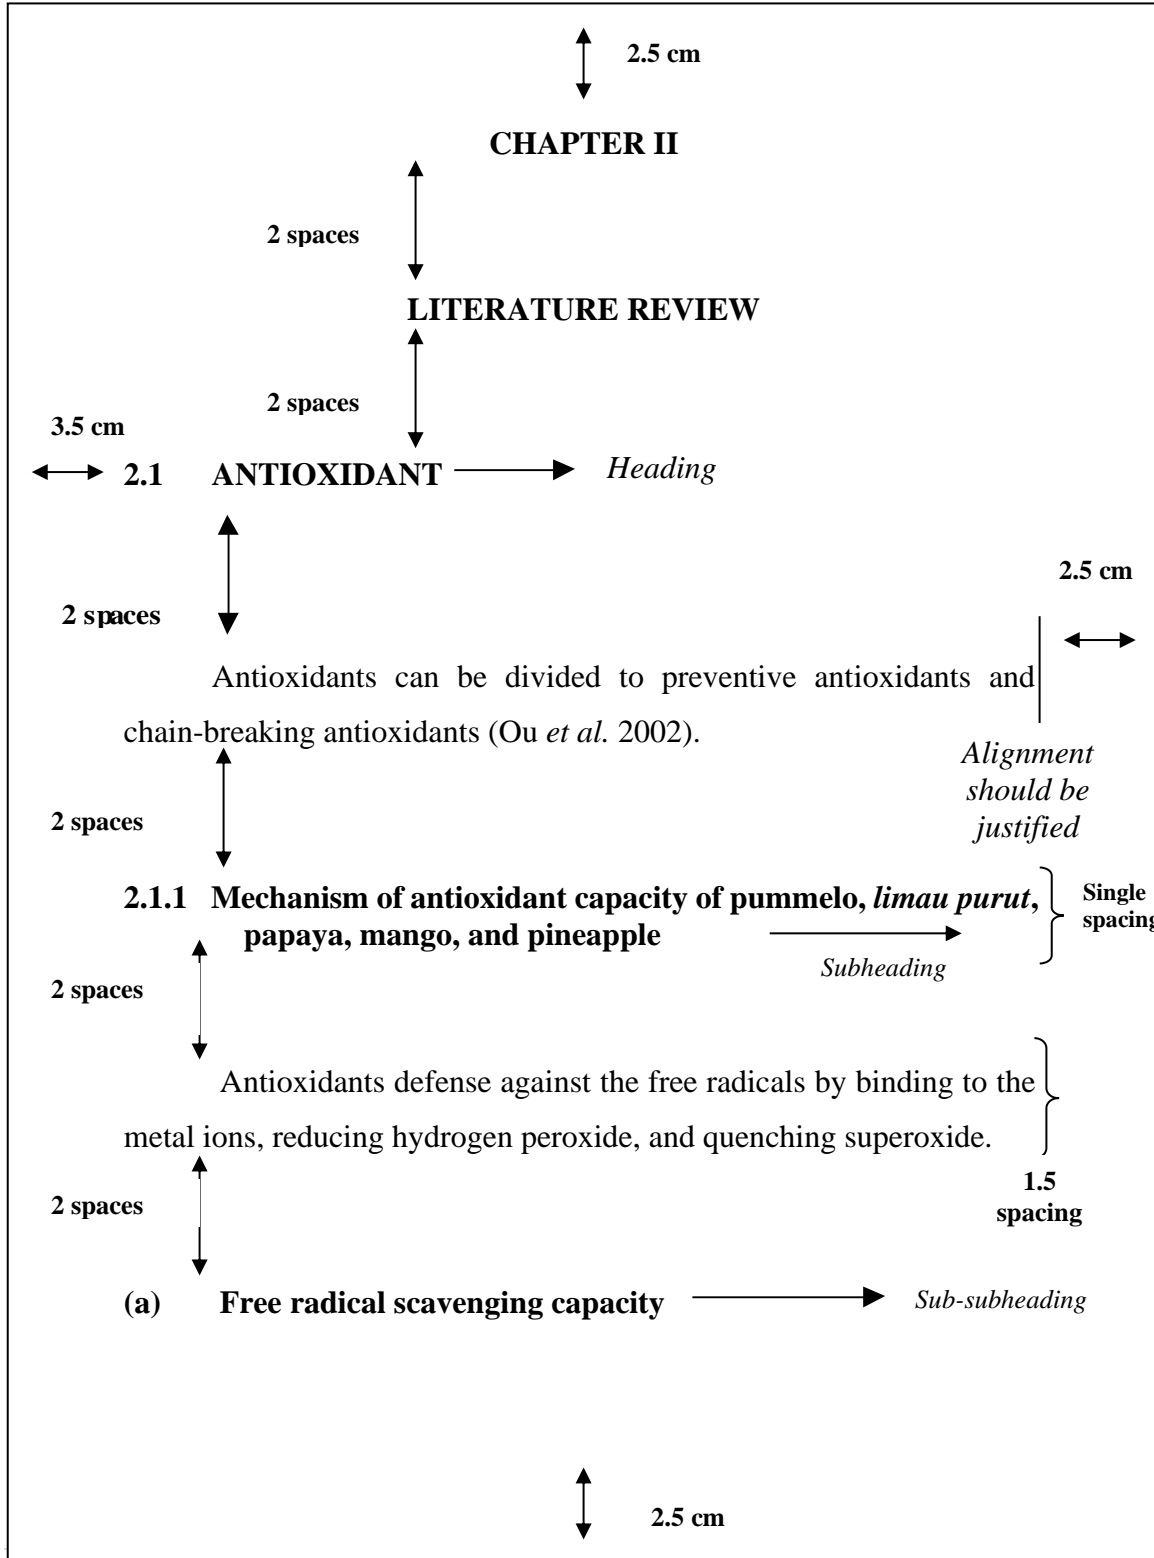 2.5 cm
CHAPTER II
2 spaces
LITERATURE REVIEW
2 spaces
3.5 cm
2.1 ANTIOXIDANT Heading
2.5 cm
2 spaces
Antioxidants can be divided to preventive antioxidants and
chain-breaking antioxidants (Ou et al. 2002).
Alignment
should be
justified
2 spaces
2.1.1 Mechanism of antioxidant capacity of pummelo, limau purut,
papaya, mango, and pineapple
Single
spacing
Subheading
2 spaces
Antioxidants defense against the free radicals by binding to the
metal ions, reducing hydrogen peroxide, and quenching superoxide.
1.5
spacing
2 spaces
(a) Free radical scavenging capacity Sub-subheading
2.5 cm